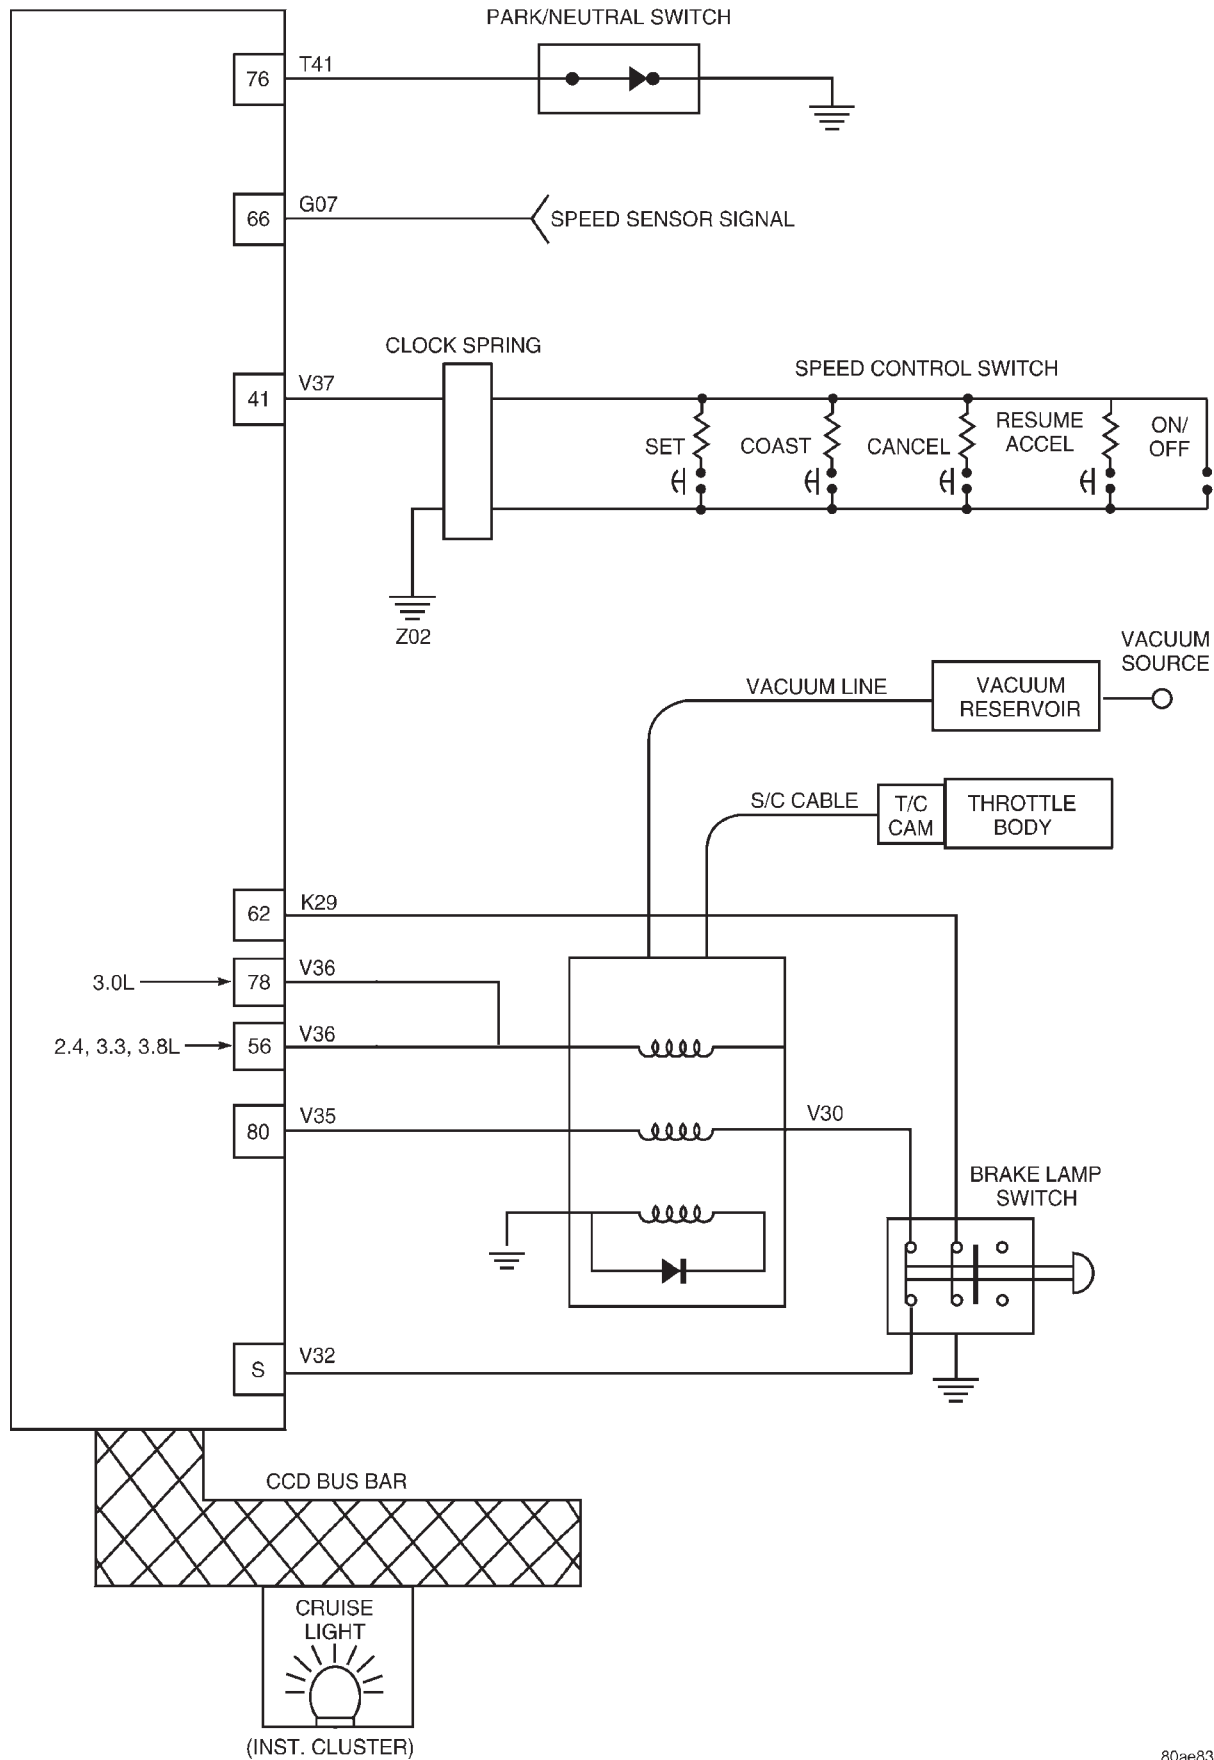 PARK/NEUTRAL SWITCH
76
T41
66
G07
SPEED SENSOR SIGNAL
CLOCK SPRING
SPEED CONTROL SWITCH
41
V37
SET
COAST
CANCEL
RESUME
ACCEL
ON/
OFF
Z02
VACUUM
SOURCE
VACUUM LINE
VACUUM
RESERVOIR
S/C CABLE
T/C
CAM
THROTTLE
BODY
62
K29
3.0L
78
V36
2.4, 3.3, 3.8L
56
V36
80
V35
V30
BRAKE LAMP
SWITCH
S
V32
CCD BUS BAR
CRUISE
LIGHT
(INST. CLUSTER)
80ae83